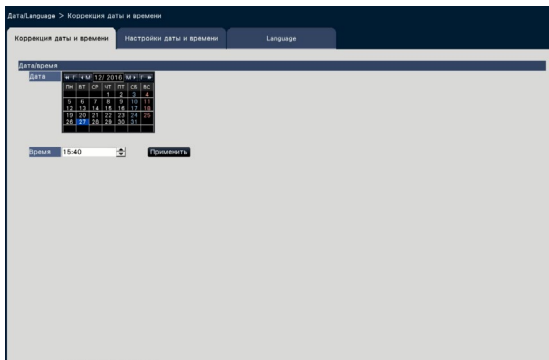 Дата/Language > Коррекция даты и времени
Коррекция даты и времени Настройки даты и времени Language
Дата/время
Дата « Г ◂ М 12/ 2016 М ▸ Г »
ПН ВТ СР ЧТ ПТ СБ ВС
1 2 3 4
5 6 7 8 9 10 11
12 13 14 15 16 17 18
19 20 21 22 23 24 25
26 27 28 29 30 31
Время 15:40 Применить